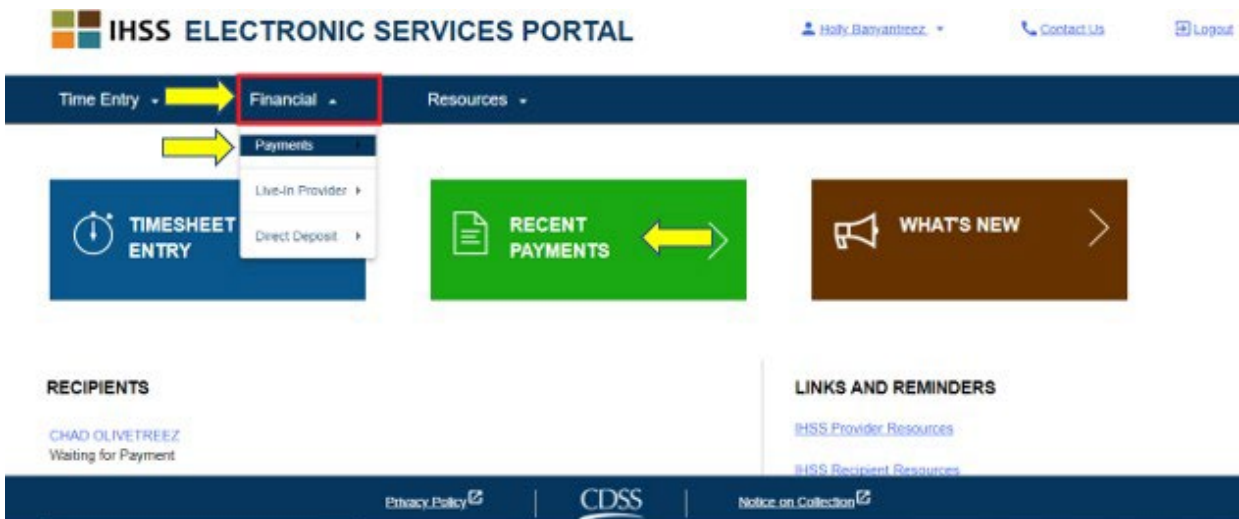 IHSS ELECTRONIC SERVICES PORTAL
Holly Banyantreez
Contact Us
Logout
Time Entry
Financial
Resources
Payments
Live-In Provider
Direct Deposit
TIMESHEET
ENTRY
RECENT
PAYMENTS
WHAT'S NEW
RECIPIENTS
CHAD OLIVETREEZ
Waiting for Payment
LINKS AND REMINDERS
IHSS Provider Resources
IHSS Recipient Resources
Privacy Policy
CDSS
Notice on Collection